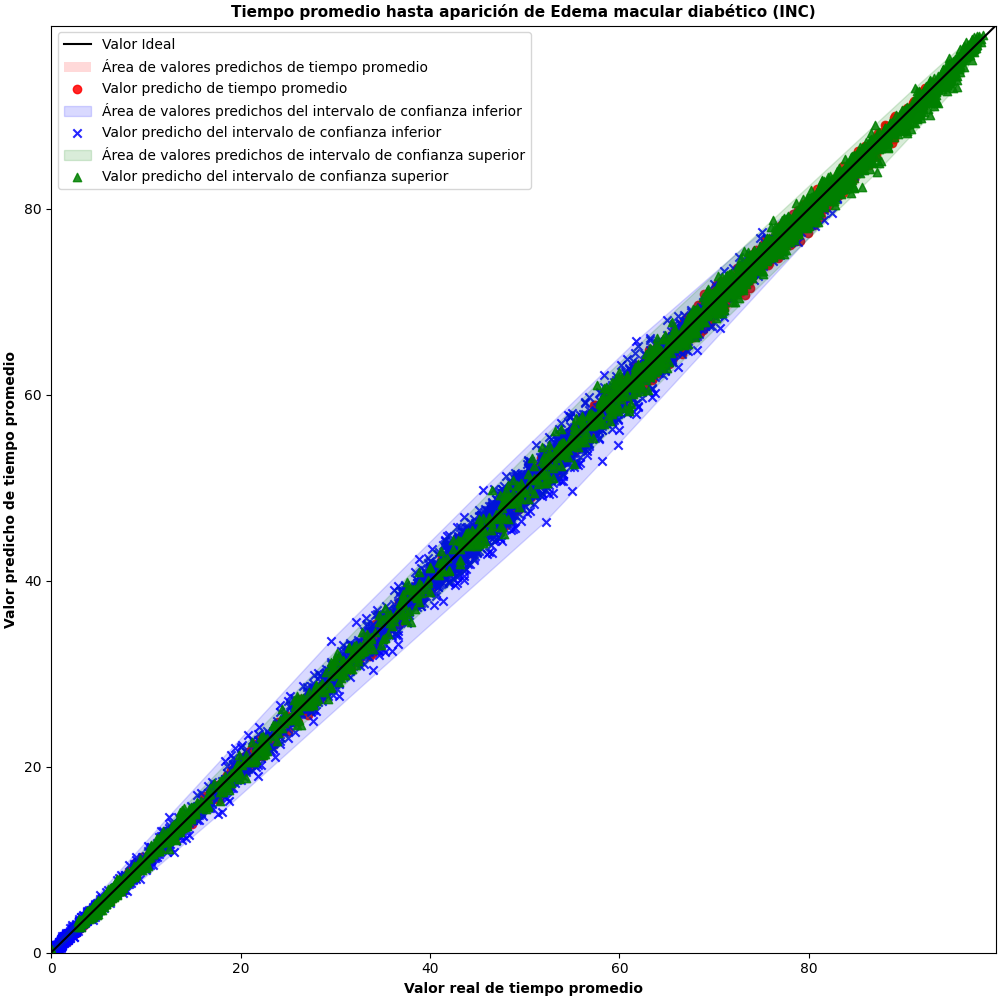 Tiempo promedio hasta aparición de Edema macular diabético (INC)
Valor Ideal
Área de valores predichos de tiempo promedio
Valor predicho de tiempo promedio
Área de valores predichos del intervalo de confianza inferior
Valor predicho del intervalo de confianza inferior
Área de valores predichos de intervalo de confianza superior
Valor predicho del intervalo de confianza superior
Valor predicho de tiempo promedio
80
60
40
20
0
0 20 40 60 80
Valor real de tiempo promedio